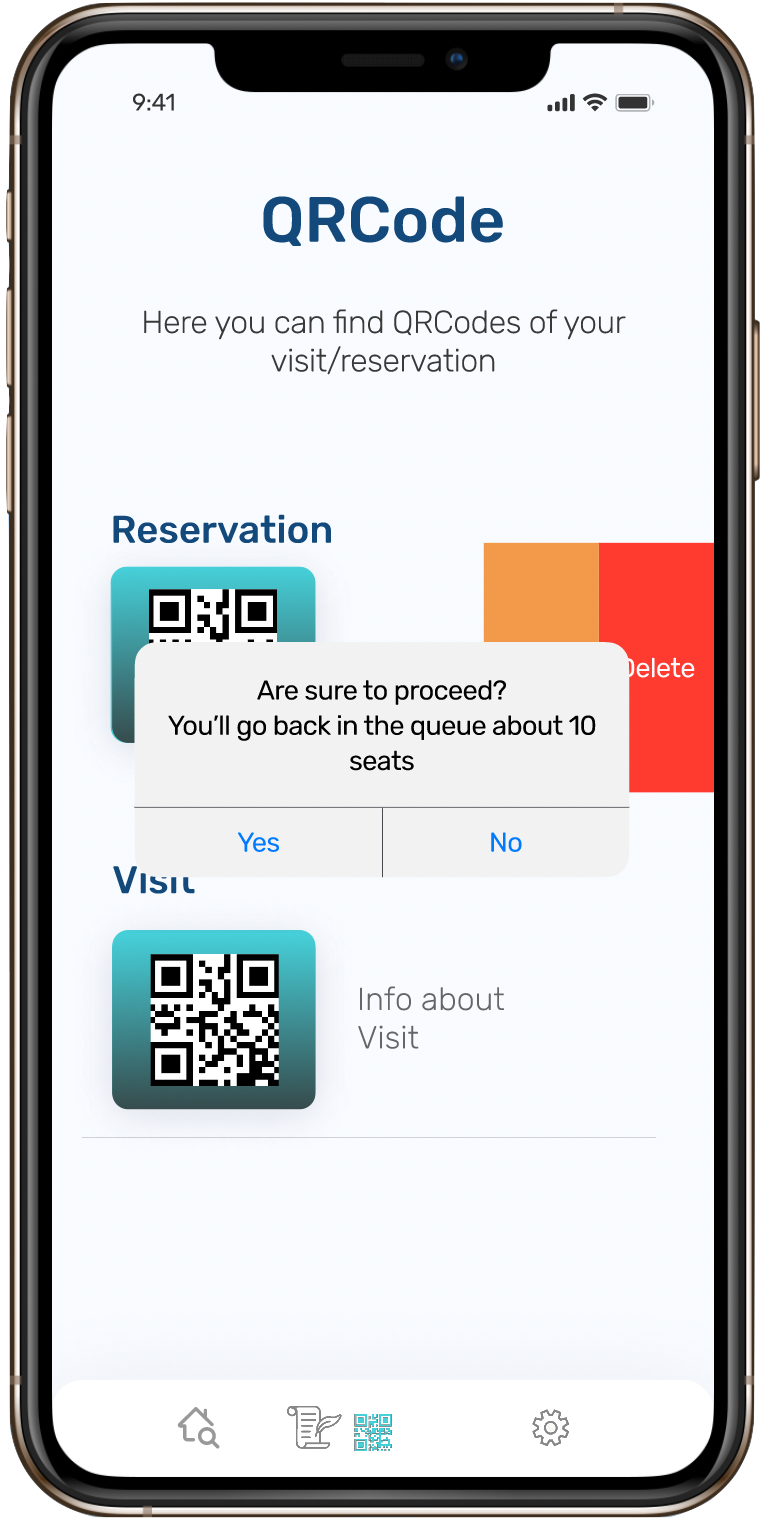 9:41
QRCode
Here you can find QRCodes of your
visit/reservation
Reservation
Delete
Are sure to proceed?
You'll go back in the queue about 10
seats
Yes
No
Visit
Info about
Visit